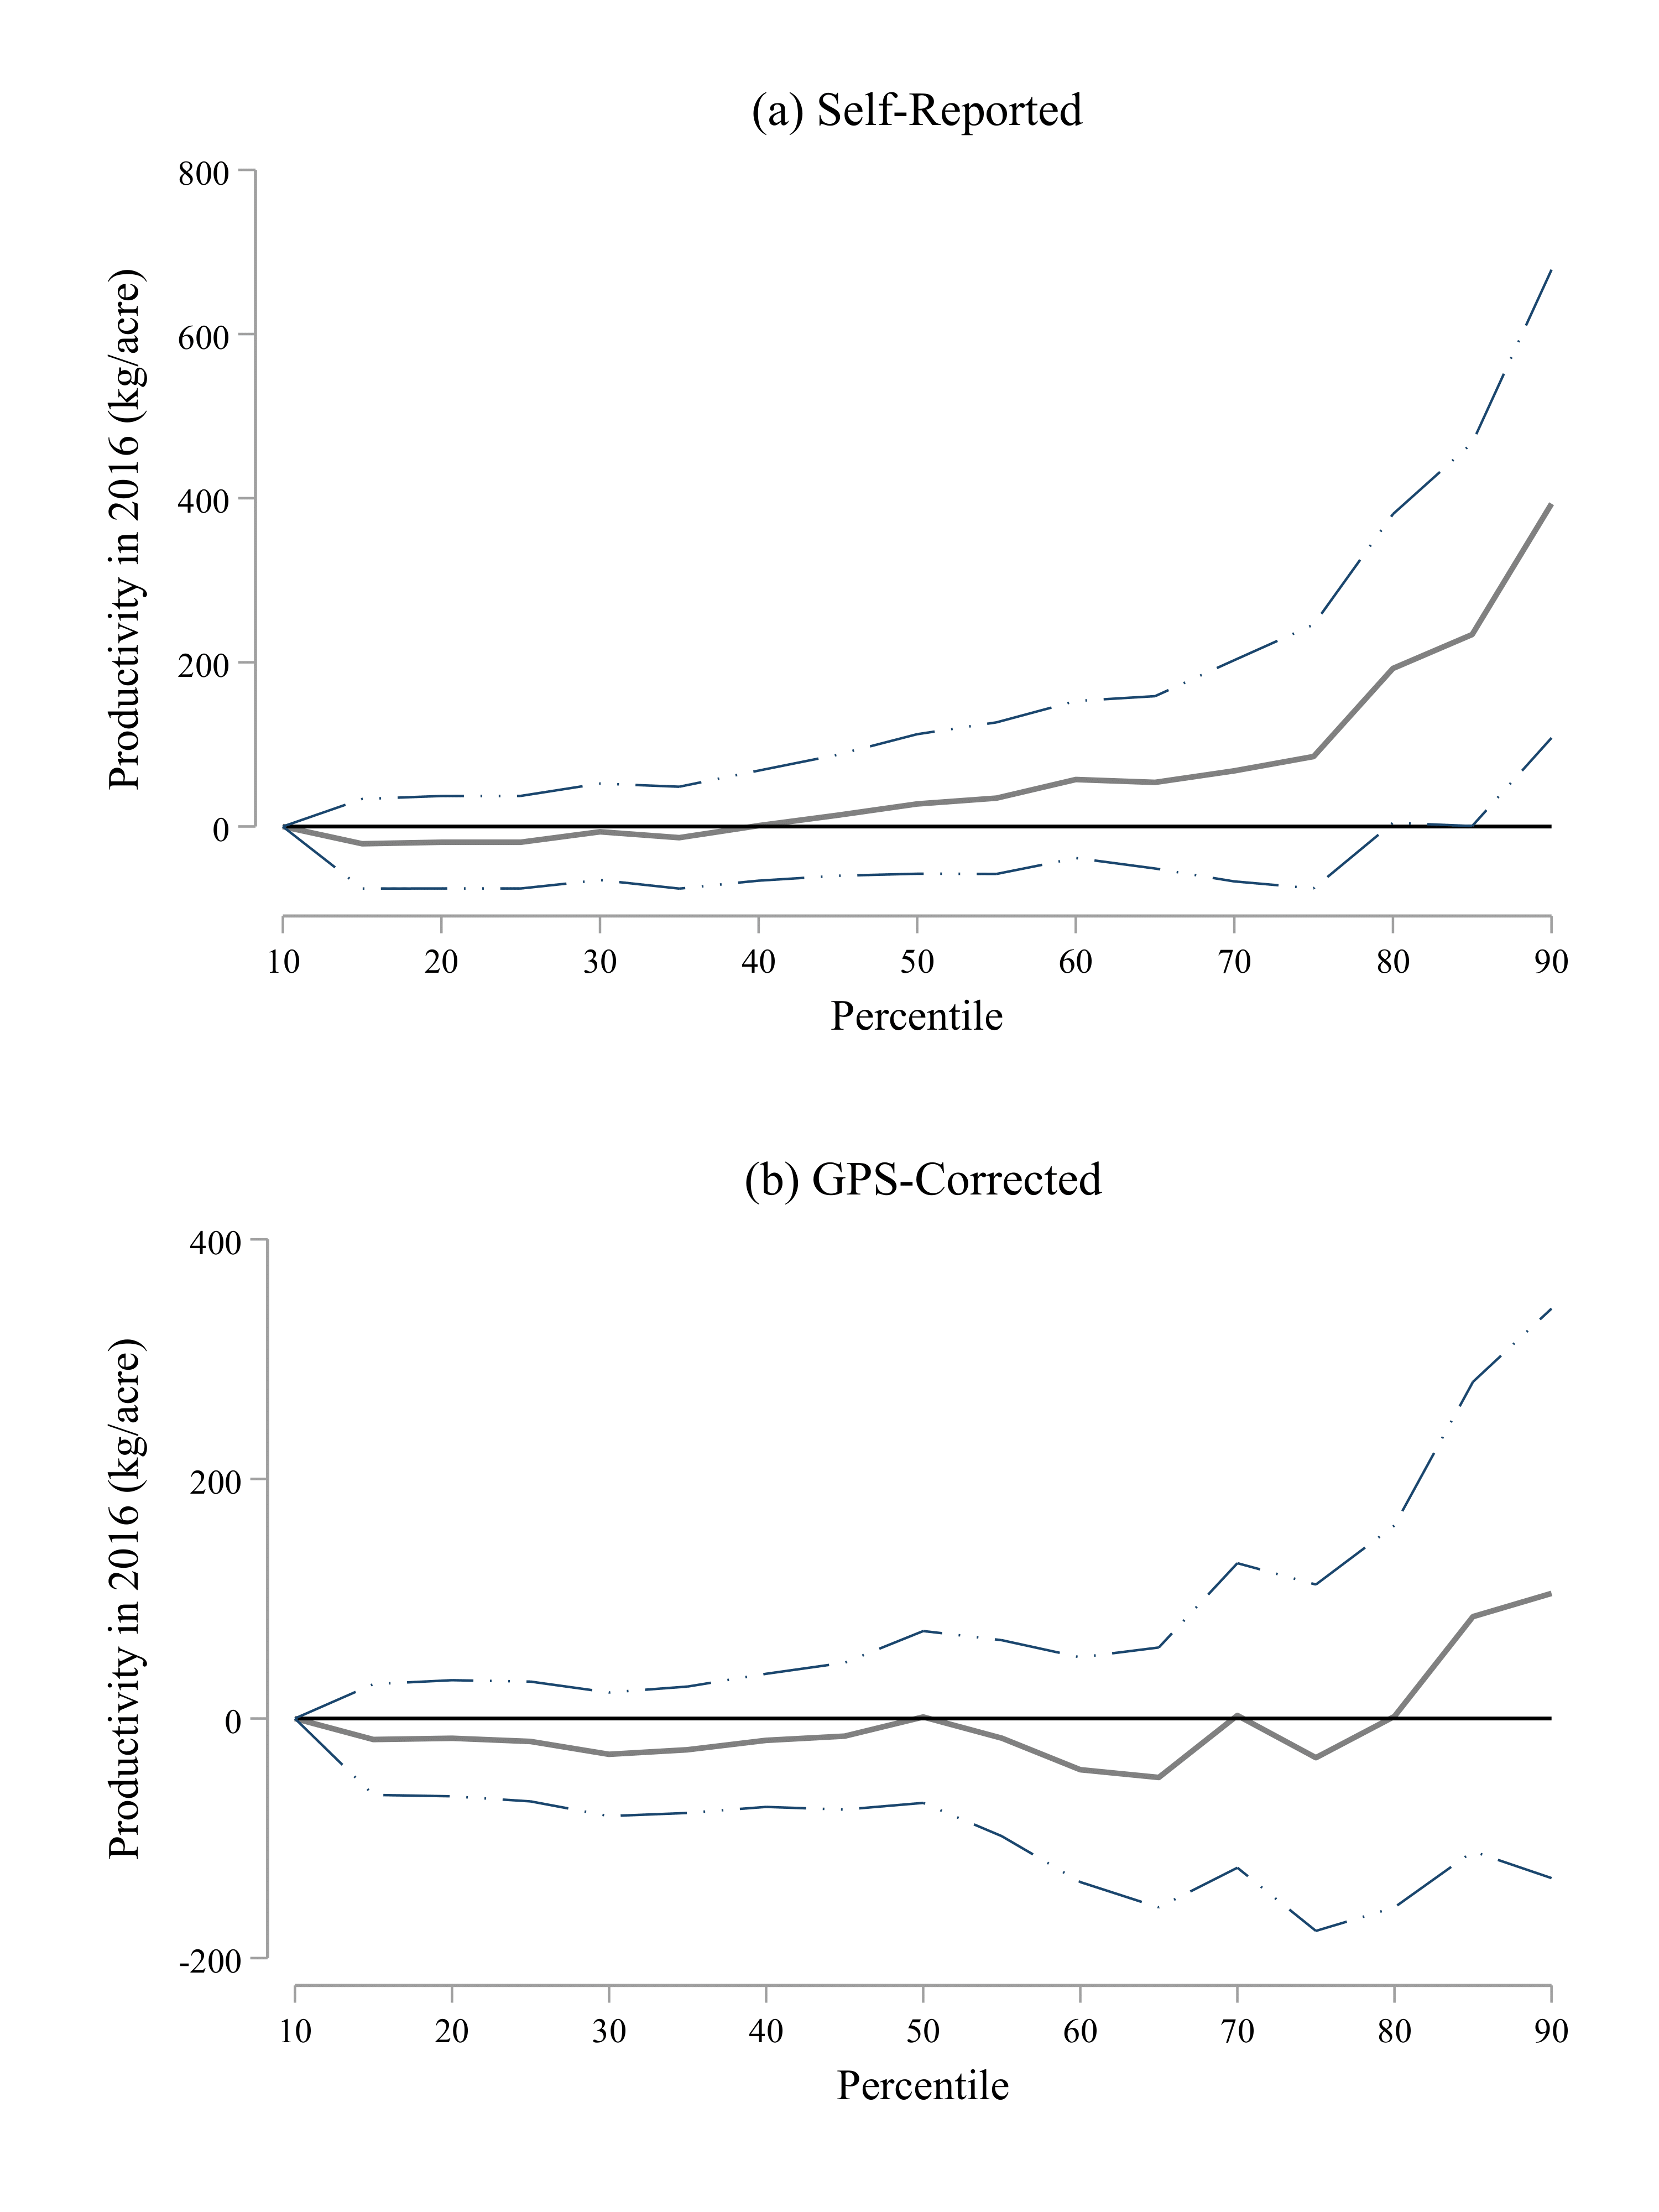 (a) Self-Reported
Productivity in 2016 (kg/acre)
800
600
400
200
0
10 20 30 40 50 60 70 80 90
Percentile
(b) GPS-Corrected
Productivity in 2016 (kg/acre)
400
200
0
-200
10 20 30 40 50 60 70 80 90
Percentile